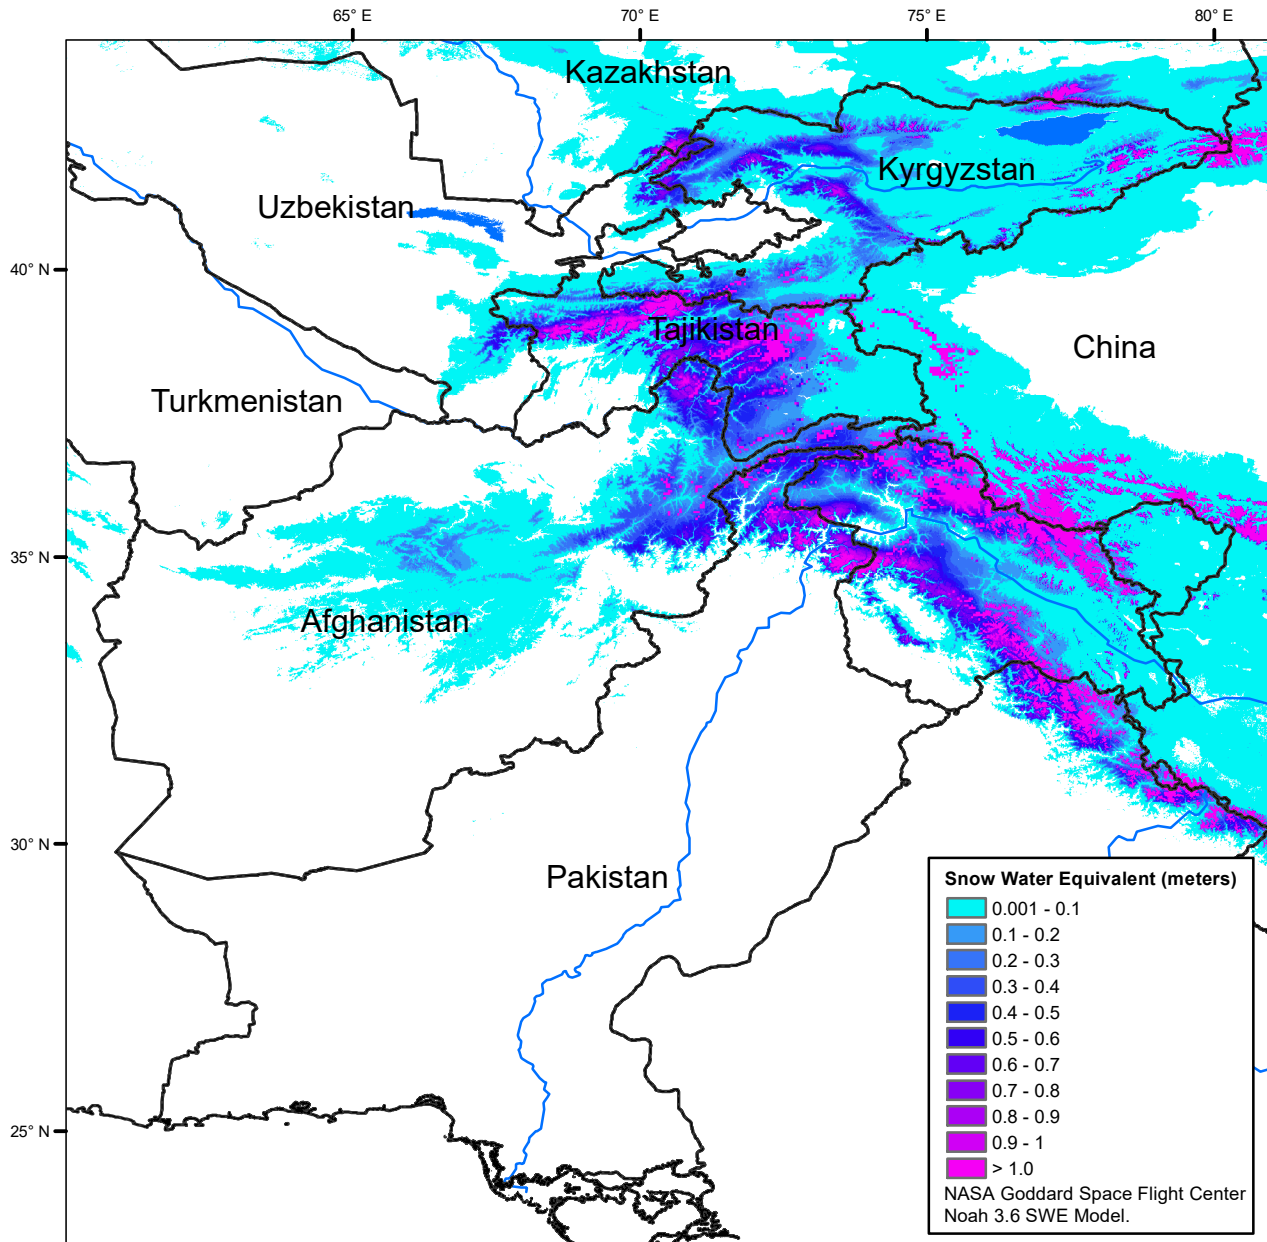 65° E
70° E
75° E
80° E
Kazakhstan
Kyrgyzstan
Uzbekistan
40° N
Tajikistan
China
Turkmenistan
35° N
Afghanistan
30° N
Pakistan
25° N
Snow Water Equivalent (meters)
0.001 - 0.1
0.1 - 0.2
0.2 - 0.3
0.3 - 0.4
0.4 - 0.5
0.5 - 0.6
0.6 - 0.7
0.7 - 0.8
0.8 - 0.9
0.9 - 1
> 1.0
NASA Goddard Space Flight Center
Noah 3.6 SWE Model.